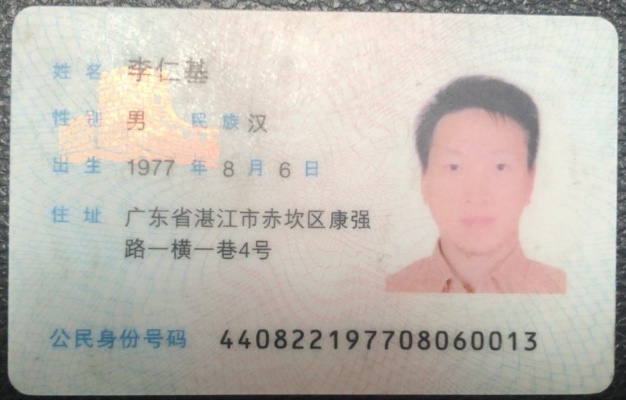 姓名 李仁基
性别 男 民族 汉
出生 1977 年 8 月 6 日
住址 广东省湛江市赤坎区康强
路一横一巷4号
公民身份号码 440822197708060013